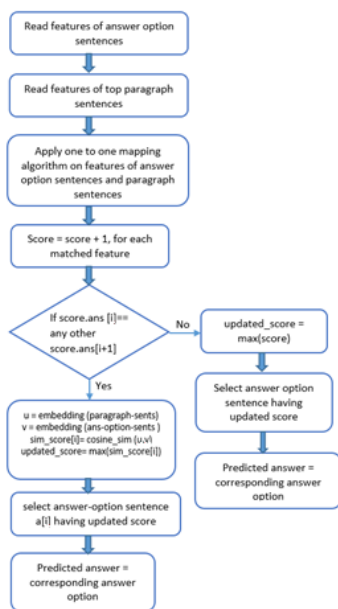 Read features of answer option
sentences
Read features of top paragraph
sentences
Apply one to one mapping
algorithm on features of answer
option sentences and paragraph
sentences
Score = score + 1, for each
matched feature
If score.ans [i]==
any other
score.ans[i+1]
No
updated_score =
max(score)
Select answer option
sentence having
updated score
Predicted answer =
corresponding answer
option
Yes
u = embedding (paragraph-sents)
v = embedding (ans-option-sents )
sim_score[i]= cosine_sim (u,v)
updated_score= max(sim_score[i])
select answer-option sentence
a[i] having updated score
Predicted answer =
corresponding answer
option